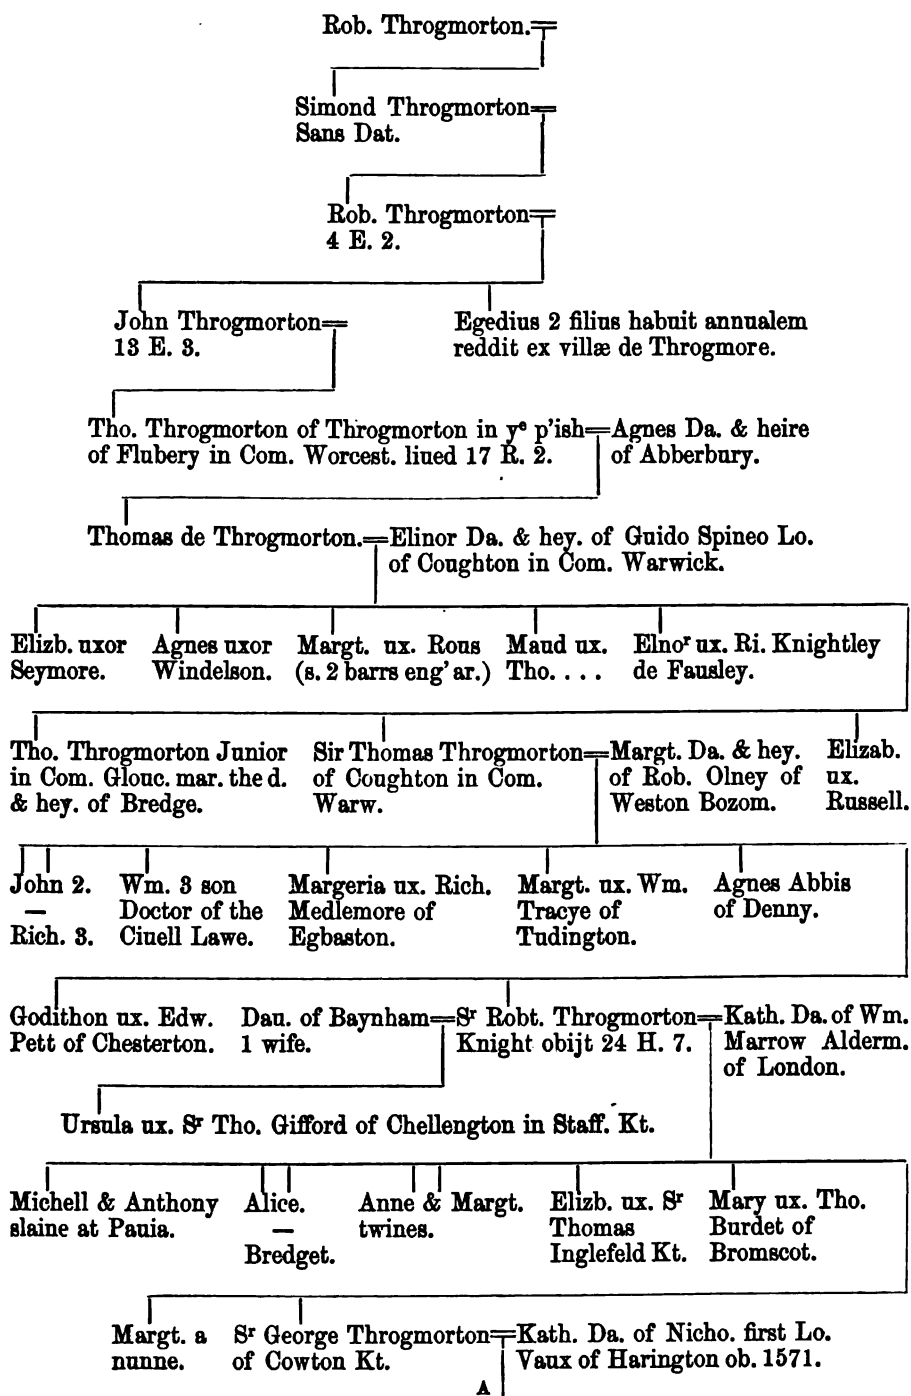 Rob. Throgmorton.
Simond Throgmorton
Sans Dat.
Rob. Throgmorton
4 E. 2.
John Throgmorton
13 E. 3.
Egedius 2 filius habuit annualem
reddit ex villæ de Throgmore.
Tho. Throgmorton of Throgmorton in yᵉ p'ish
of Flubery in Com. Worcest. liued 17 R. 2.
Agnes Da. & heire
of Abberbury.
Thomas de Throgmorton.
Elinor Da. & hey. of Guido Spineo Lo.
of Coughton in Com. Warwick.
Elizb. uxor
Seymore.
Agnes uxor
Windelson.
Margt. ux. Rous
(s. 2 barrs eng' ar.)
Maud ux.
Tho. . . .
Elnoʳ ux. Ri. Knightley
de Fausley.
Tho. Throgmorton Junior
in Com. Glouc. mar. the d.
& hey. of Bredge.
Sir Thomas Throgmorton
of Coughton in Com.
Warw.
Margt. Da. & hey.
of Rob. Olney of
Weston Bozom.
Elizab.
ux.
Russell.
John 2.
—
Rich. 3.
Wm. 3 son
Doctor of the
Ciuell Lawe.
Margeria ux. Rich.
Medlemore of
Egbaston.
Margt. ux. Wm.
Tracye of
Tudington.
Agnes Abbis
of Denny.
Godithon ux. Edw.
Pett of Chesterton.
Dau. of Baynham
1 wife.
Sʳ Robt. Throgmorton
Knight obijt 24 H. 7.
Kath. Da. of Wm.
Marrow Alderm.
of London.
Ursula ux. Sʳ Tho. Gifford of Chellengton in Staff. Kt.
Michell & Anthony
slaine at Pauia.
Alice.
—
Bredget.
Anne & Margt.
twines.
Elizb. ux. Sʳ
Thomas
Inglefeld Kt.
Mary ux. Tho.
Burdet of
Bromscot.
Margt. a
nunne.
Sʳ George Throgmorton
of Cowton Kt.
Kath. Da. of Nicho. first Lo.
Vaux of Harington ob. 1571.
A